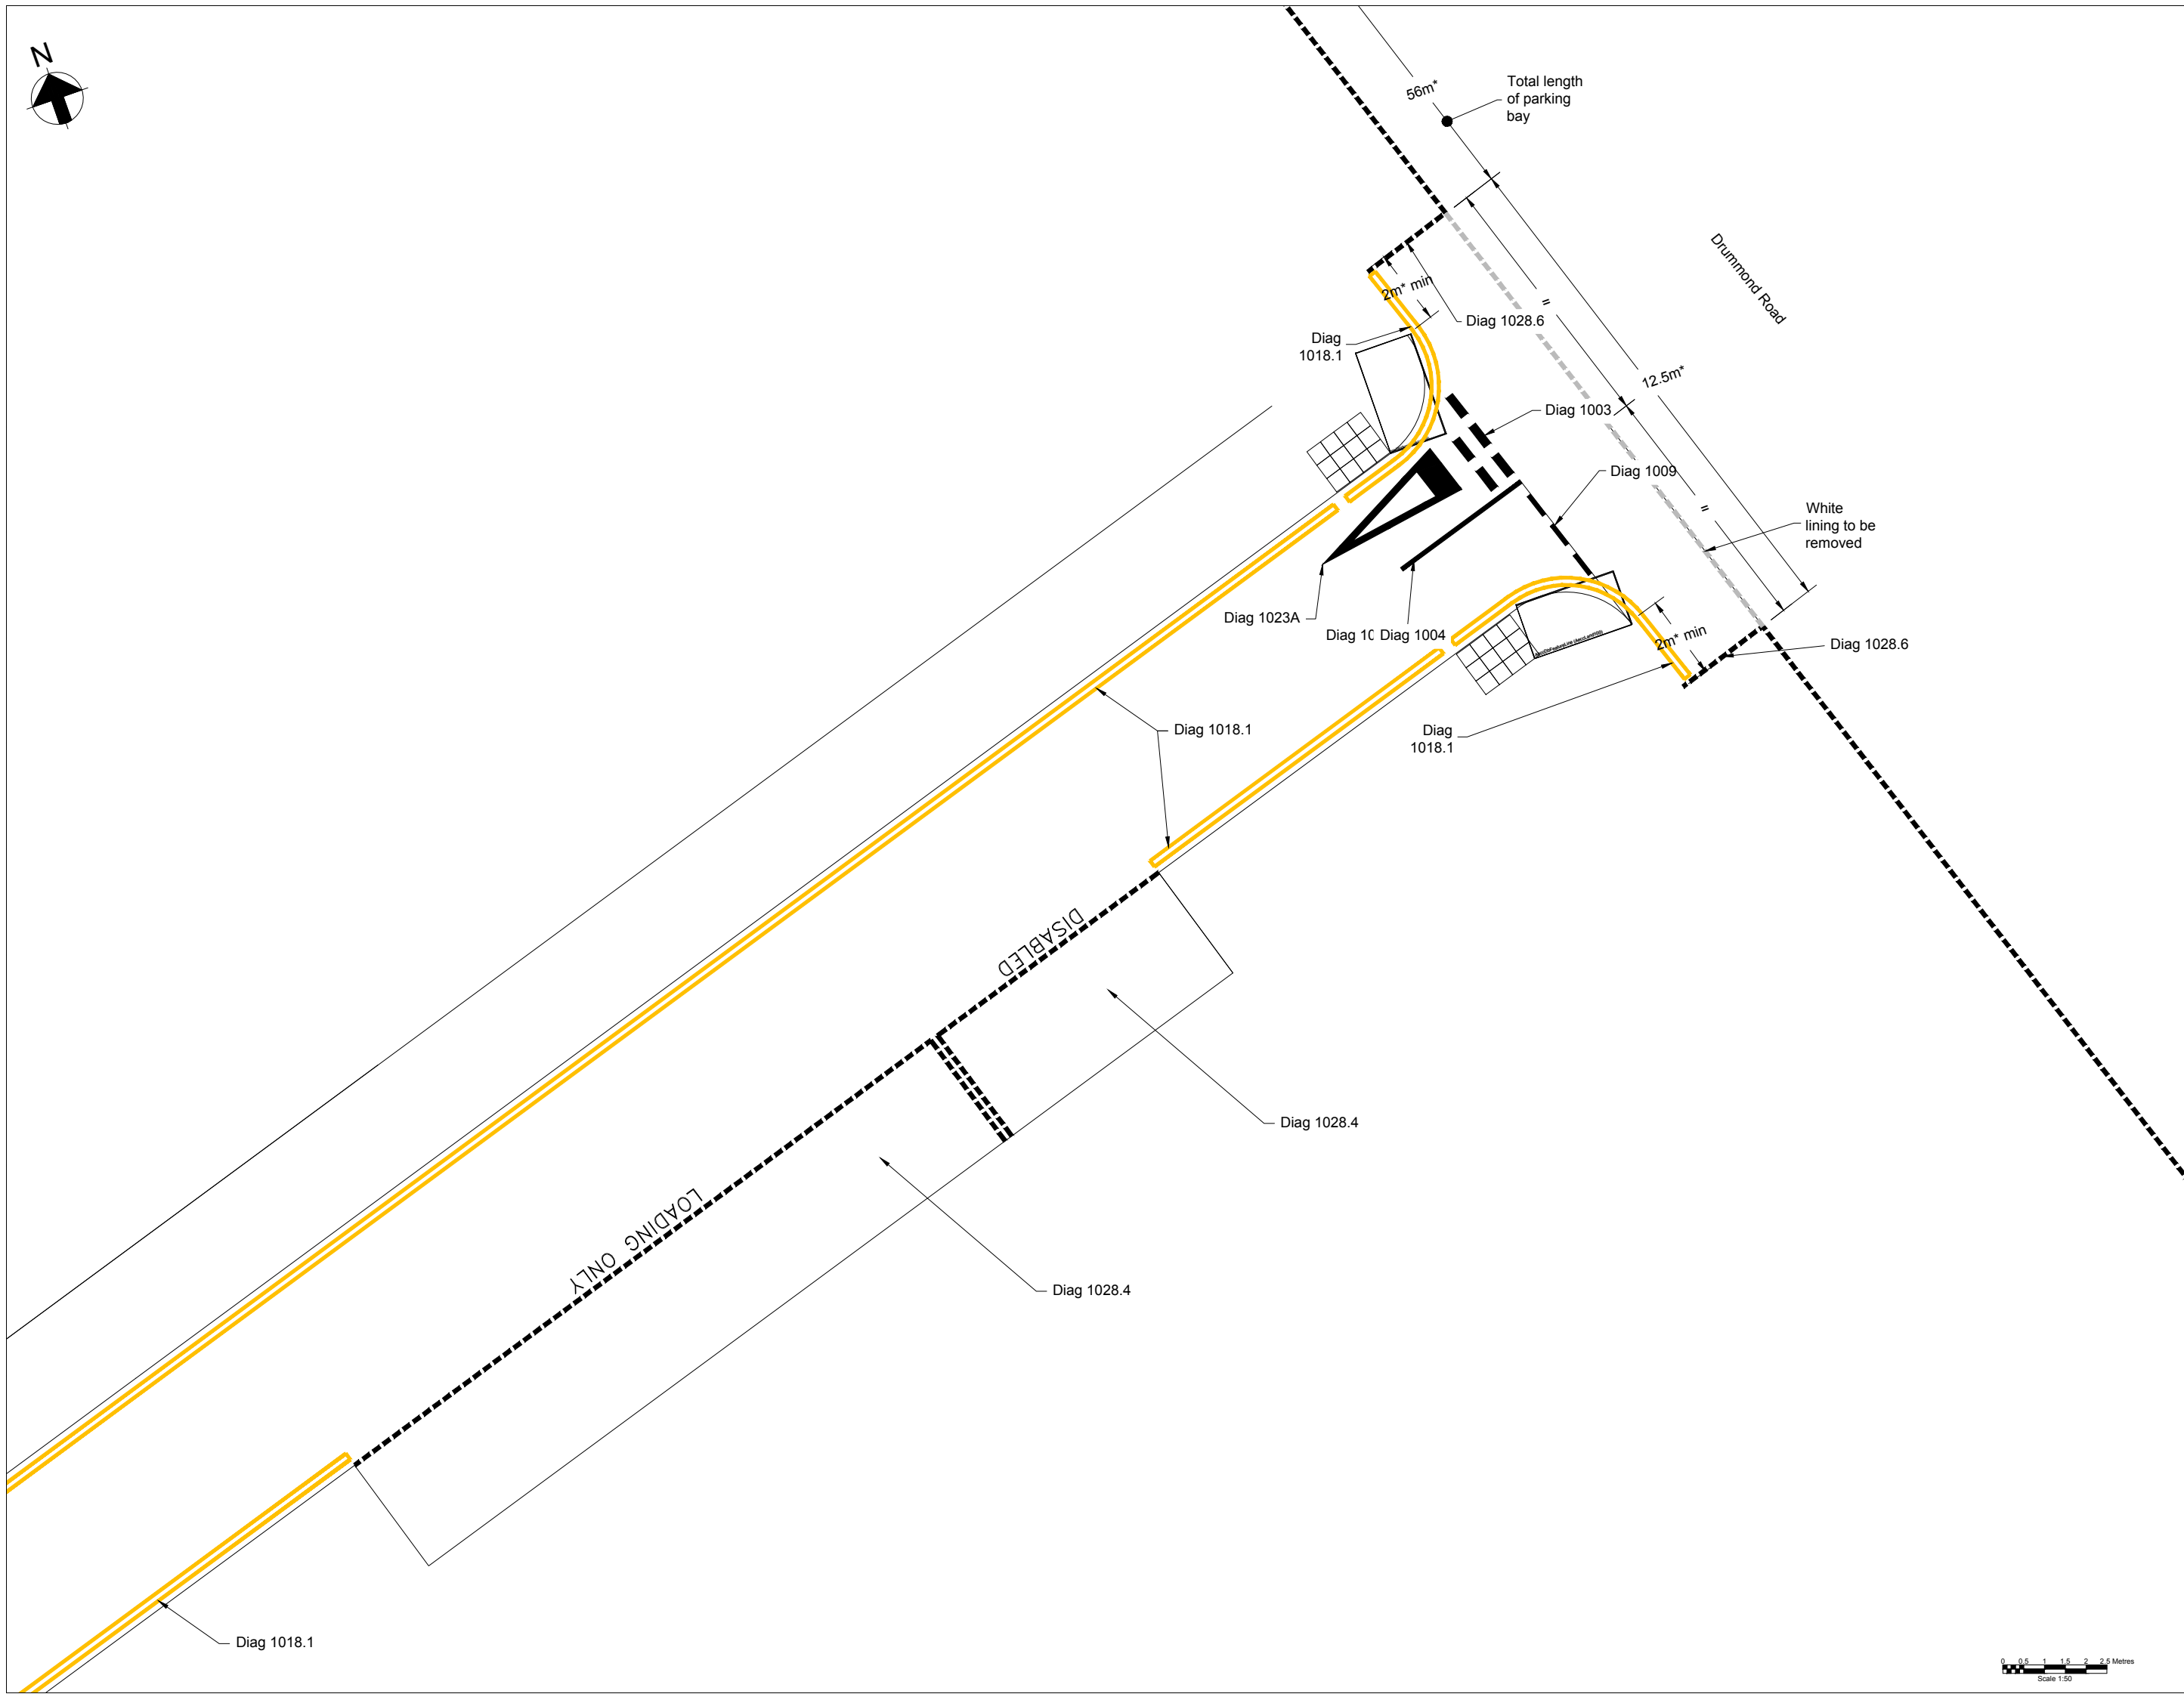 N
56m*
Total length
of parking
bay
Drummond Road
2m* min
=
Diag 1028.6
Diag
1018.1
12.5m*
Diag 1003
Diag 1009
=
White
lining to be
removed
Diag 1023A
Diag 10
Diag 1004
2m* min
Diag 1028.6
Diag 1018.1
Diag
1018.1
DISABLED
Diag 1028.4
LOADING ONLY
Diag 1028.4
Diag 1018.1
0 0.5 1 1.5 2 2.5 Metres
Scale 1:50